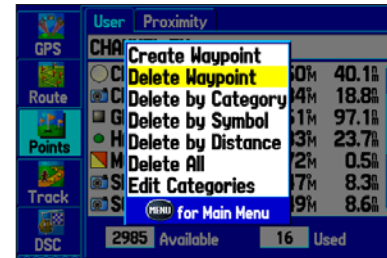 User Proximity
GPS
Create Waypoint
Delete Waypoint
40.1
Route
Delete by Category
18.8
Delete by Symbol
97.1
Points
Delete by Distance
23.7
Delete All
0.5
Track
Edit Categories
8.3
MENU for Main Menu
8.6
DSC
2985 Available 16 Used